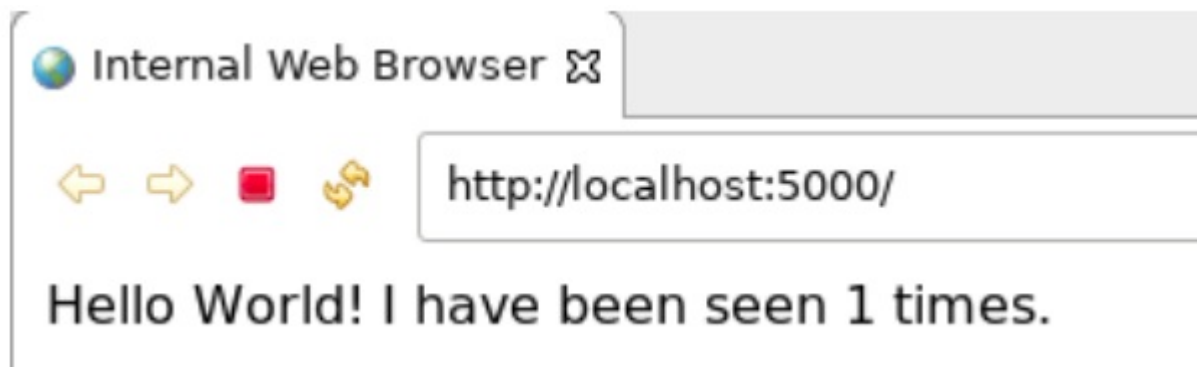 Internal Web Browser
http://localhost:5000/
Hello World! I have been seen 1 times.